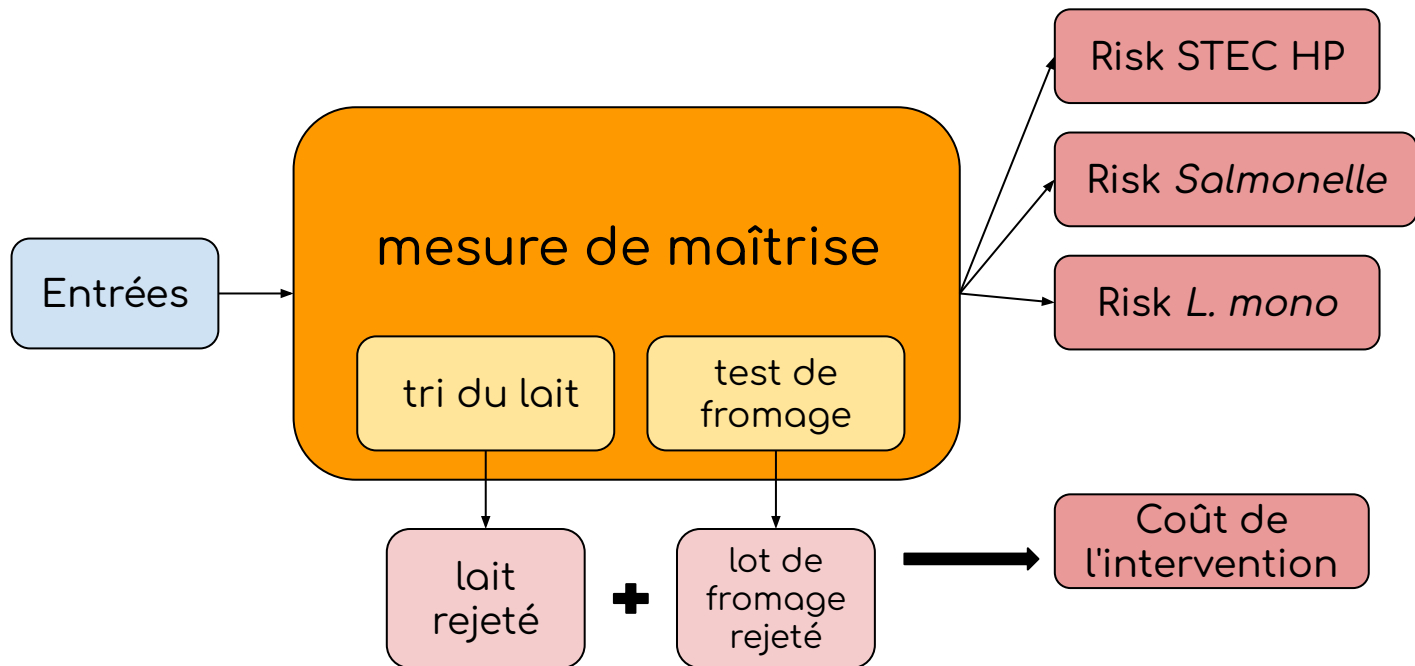 Entrées
mesure de maîtrise
tri du lait
test de
fromage
lait
rejeté
lot de
fromage
rejeté
Risk STEC HP
Risk Salmonelle
Risk L. mono
Coût de
l'intervention